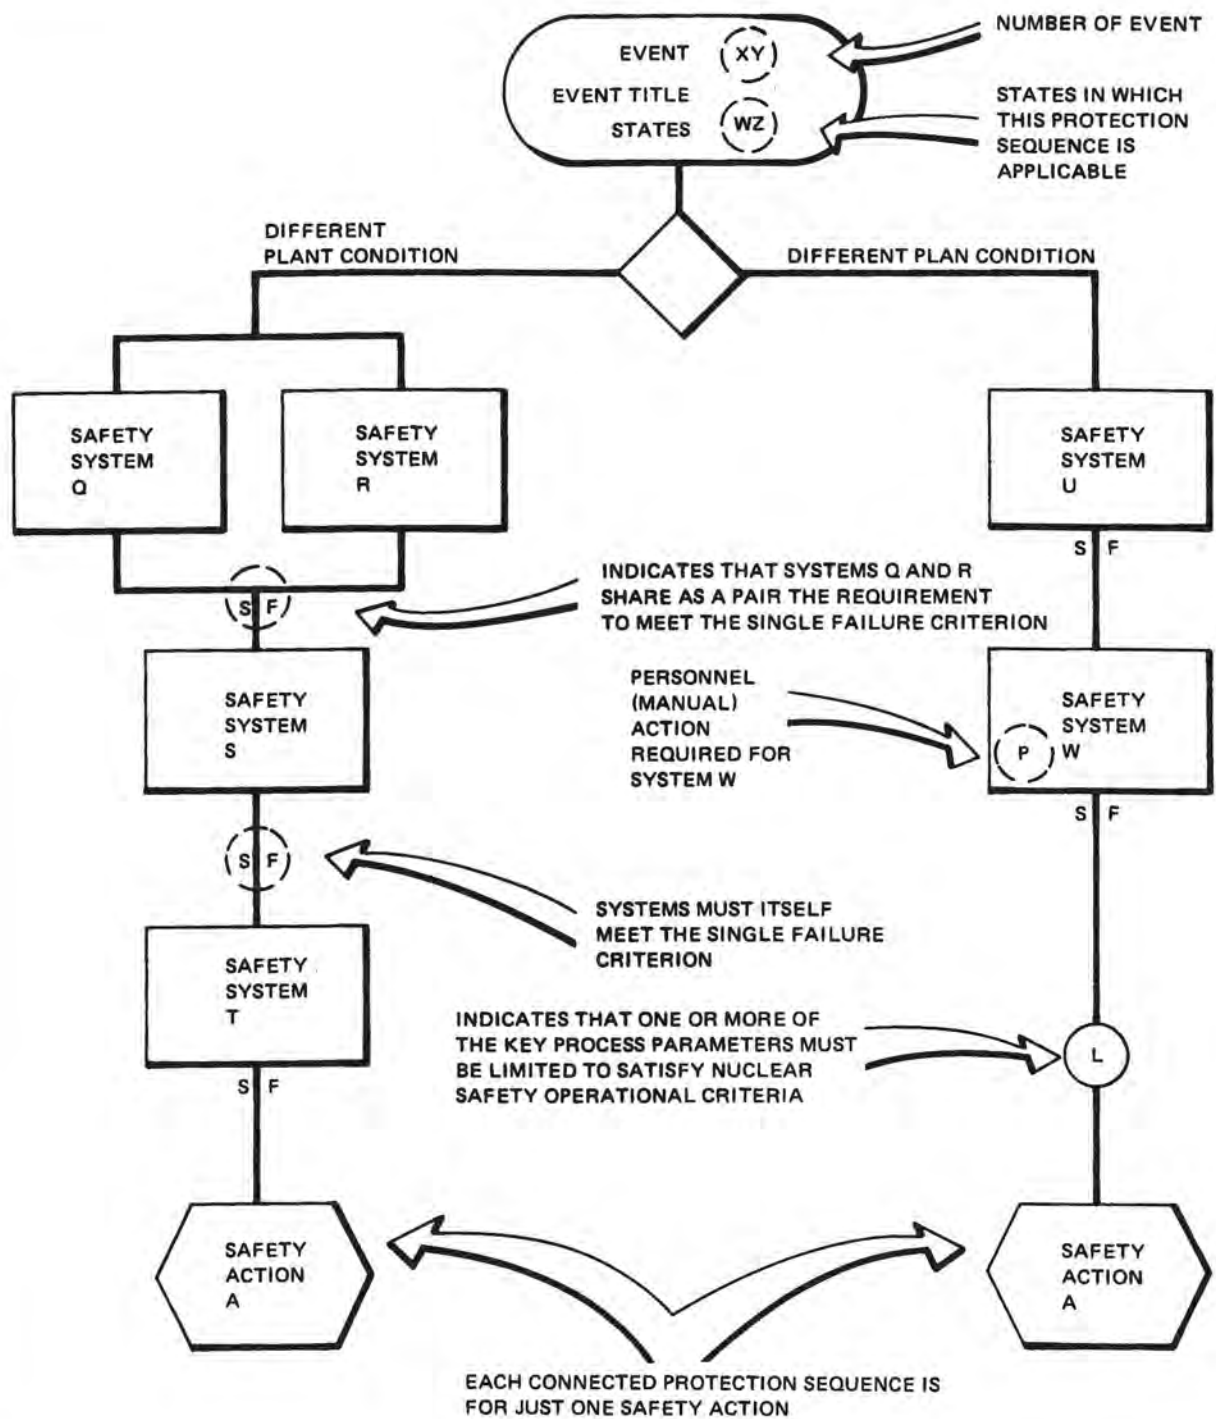 EVENT XY
EVENT TITLE
STATES WZ
NUMBER OF EVENT
STATES IN WHICH
THIS PROTECTION
SEQUENCE IS
APPLICABLE
DIFFERENT
PLANT CONDITION
DIFFERENT PLAN CONDITION
SAFETY
SYSTEM
Q
SAFETY
SYSTEM
R
SAFETY
SYSTEM
U
S F
S F
INDICATES THAT SYSTEMS Q AND R
SHARE AS A PAIR THE REQUIREMENT
TO MEET THE SINGLE FAILURE CRITERION
SAFETY
SYSTEM
S
PERSONNEL
(MANUAL)
ACTION
REQUIRED FOR
SYSTEM W
SAFETY
SYSTEM
P W
S F
S F
SYSTEMS MUST ITSELF
MEET THE SINGLE FAILURE
CRITERION
SAFETY
SYSTEM
T
S F
INDICATES THAT ONE OR MORE OF
THE KEY PROCESS PARAMETERS MUST
BE LIMITED TO SATISFY NUCLEAR
SAFETY OPERATIONAL CRITERIA
L
SAFETY
ACTION
A
SAFETY
ACTION
A
EACH CONNECTED PROTECTION SEQUENCE IS
FOR JUST ONE SAFETY ACTION